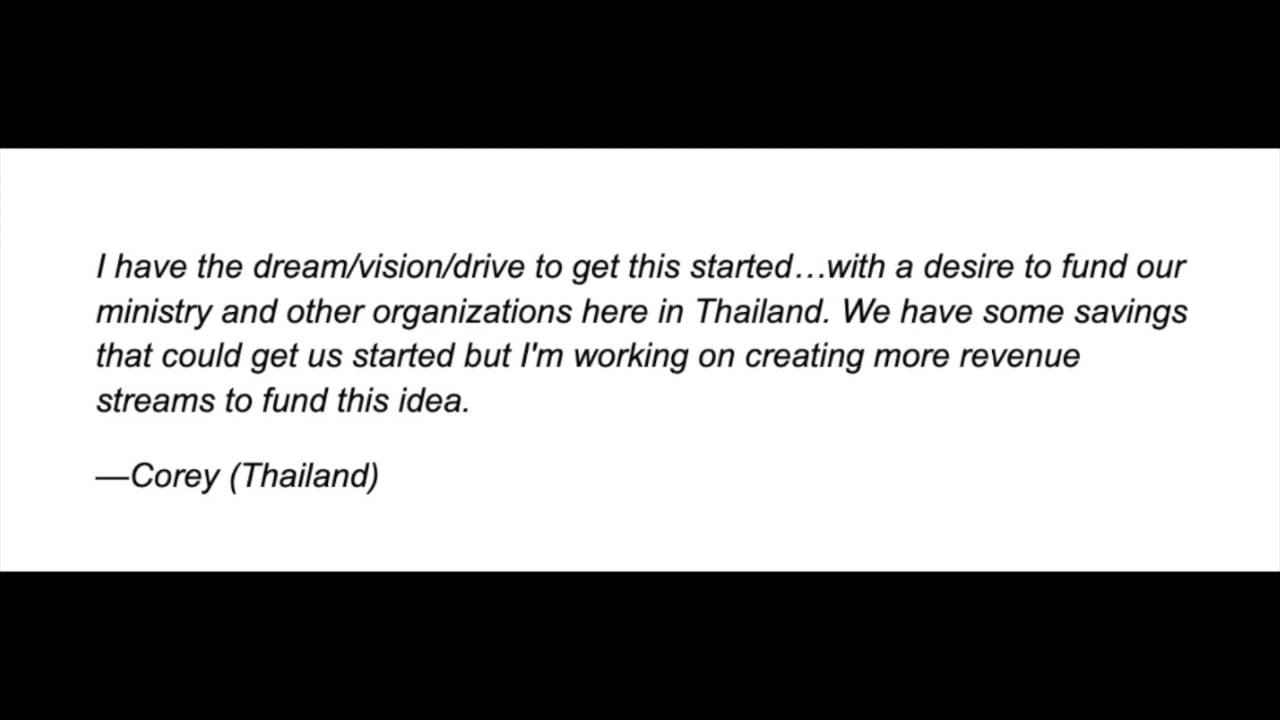 I have the dream/vision/drive to get this started…with a desire to fund our
ministry and other organizations here in Thailand. We have some savings
that could get us started but I'm working on creating more revenue
streams to fund this idea.
—Corey (Thailand)